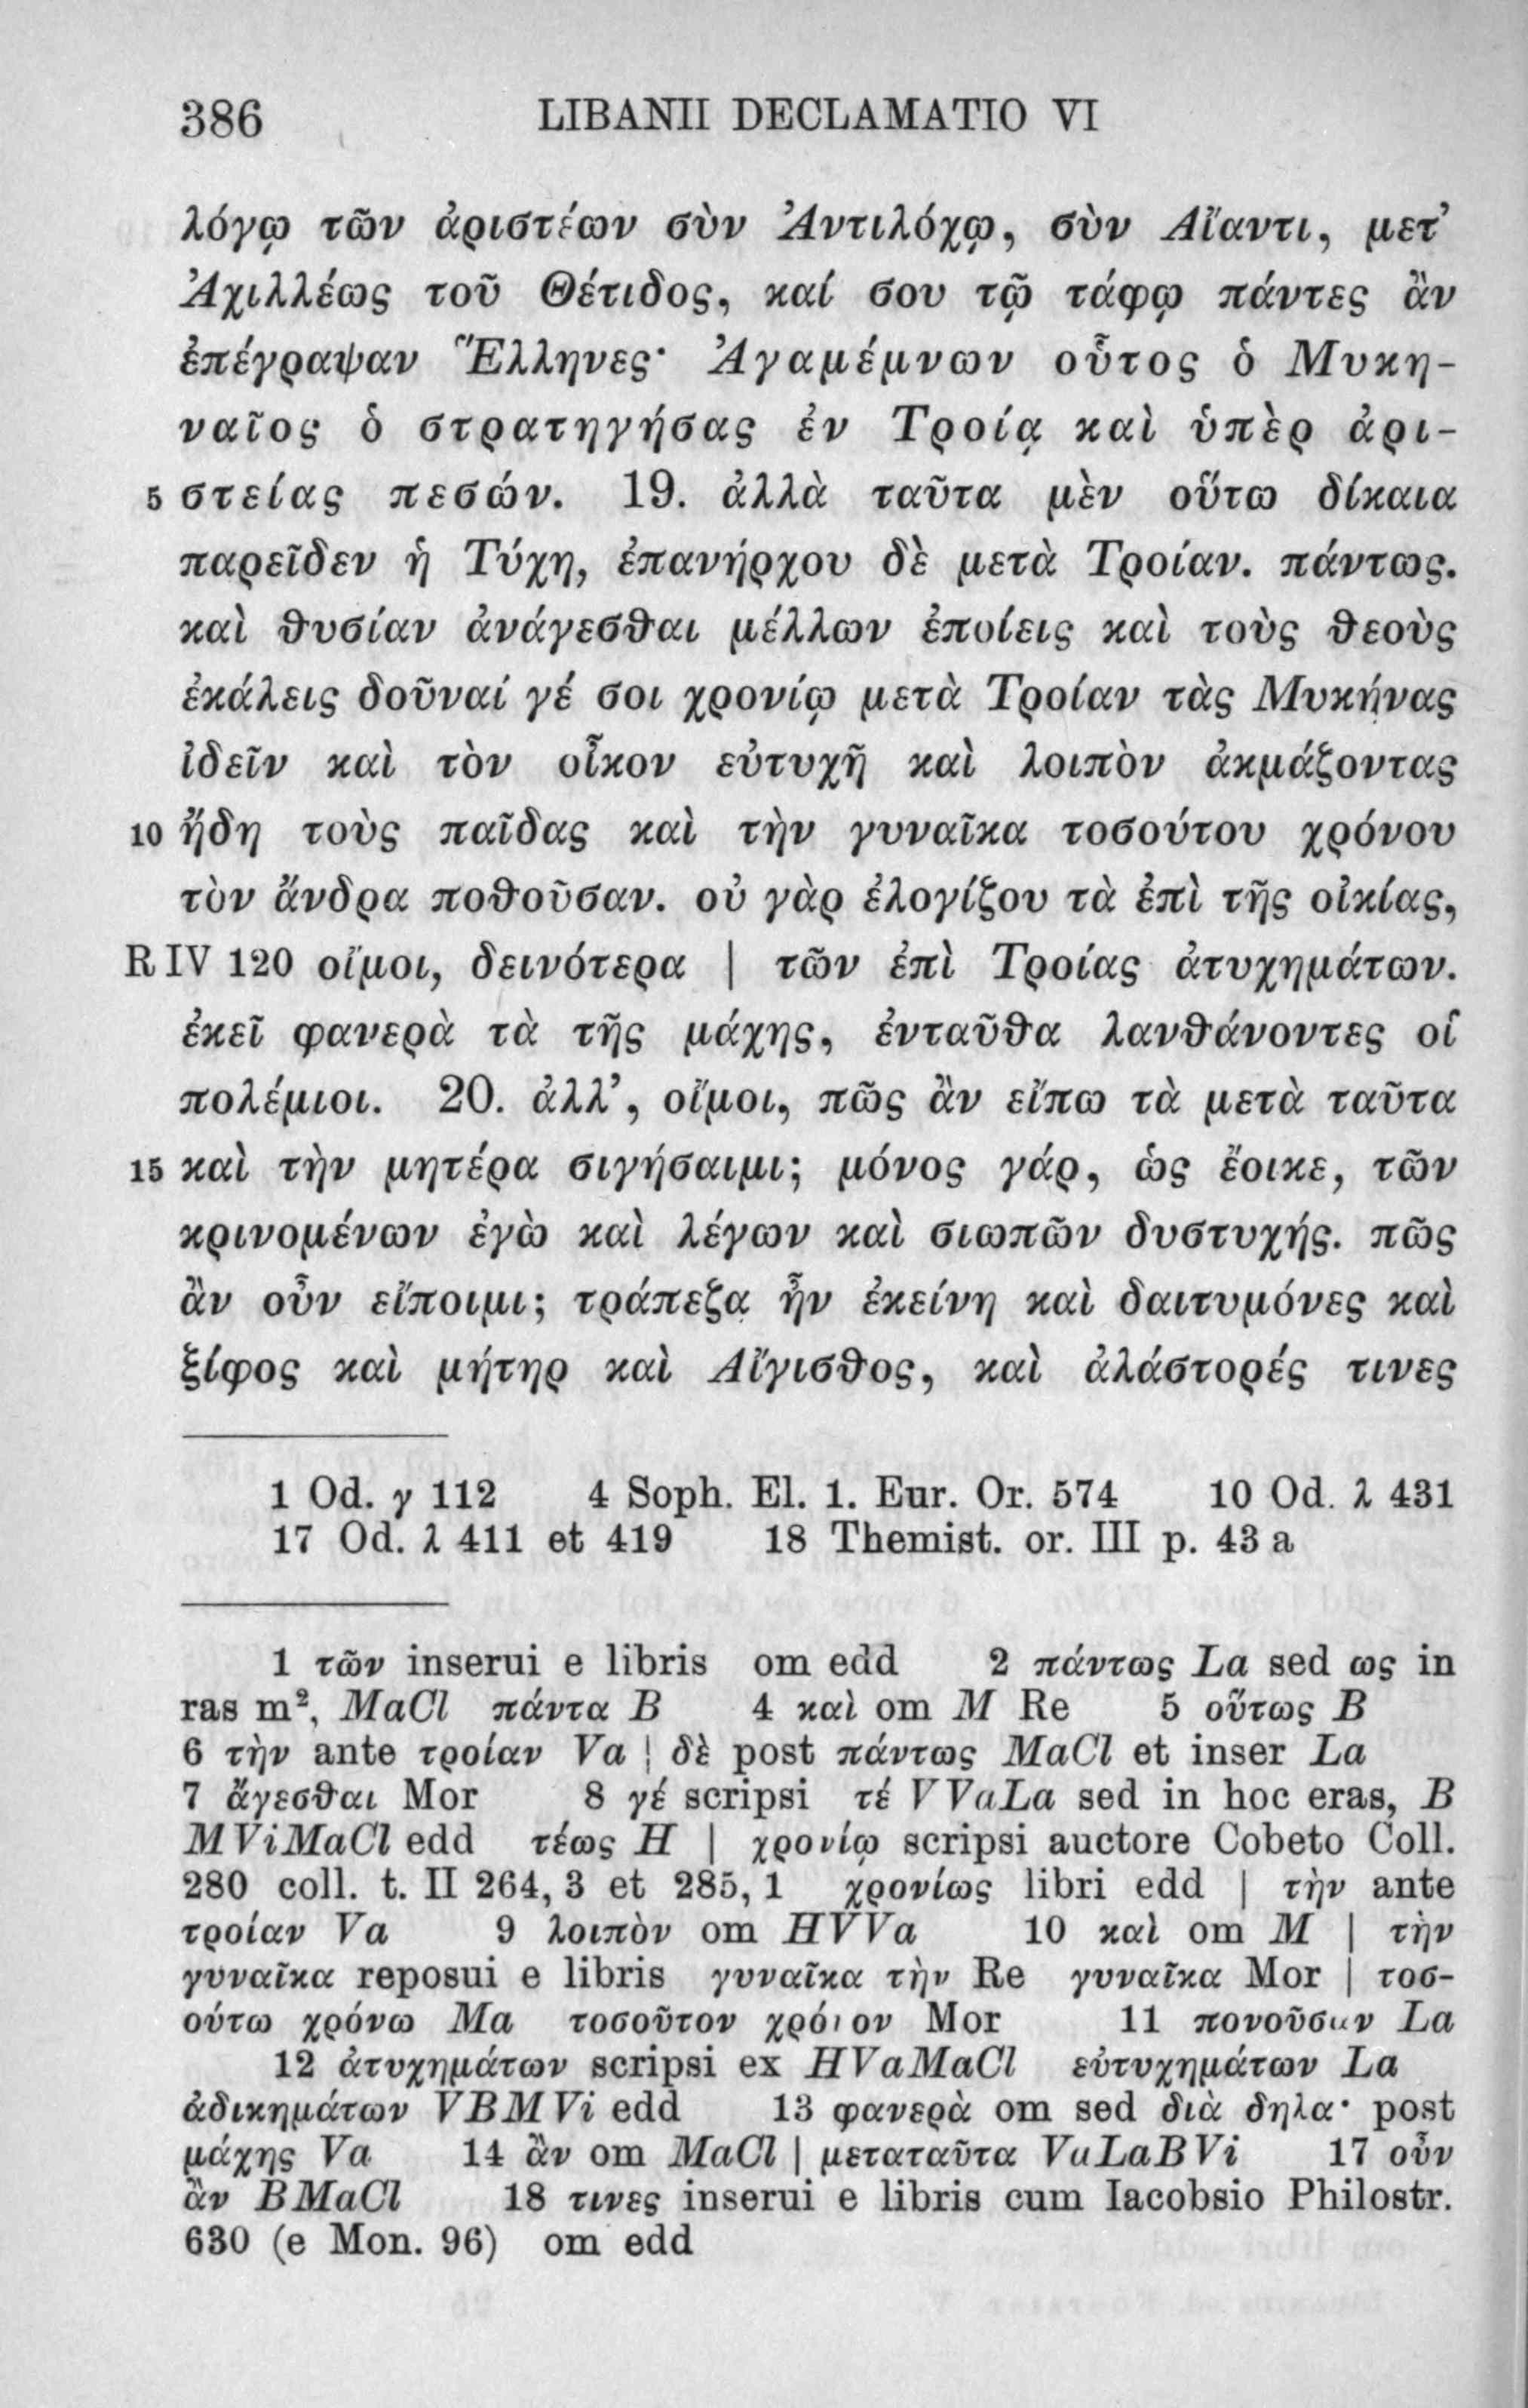 386 LIBANII DECLAMATIO VI
λόγῳ τῶν ἀριστέων σὺν Ἀντιλόχῳ, σὺν Αἴαντι, μετ’
Ἀχιλλέως τοῦ Θέτιδος, καί σου τῷ τάφῳ πάντες ἂν
ἐπέγραψαν Ἕλληνες· Ἀγαμέμνων οὗτος ὁ Μυκη-
ναῖος ὁ στρατηγήσας ἐν Τροίᾳ καὶ ὑπὲρ ἀρι-
5 στείας πεσών. 19. ἀλλὰ ταῦτα μὲν οὕτω δίκαια
παρεῖδεν ἡ Τύχη, ἐπανήρχου δὲ μετὰ Τροίαν. πάντως.
καὶ θυσίαν ἀνάγεσθαι μέλλων ἐποίεις καὶ τοὺς θεοὺς
ἐκάλεις δοῦναί γέ σοι χρονίῳ μετὰ Τροίαν τὰς Μυκήνας
ἰδεῖν καὶ τὸν οἶκον εὐτυχῆ καὶ λοιπὸν ἀκμάζοντας
10 ἤδη τοὺς παῖδας καὶ τὴν γυναῖκα τοσούτου χρόνου
τὸν ἄνδρα ποθοῦσαν. οὐ γὰρ ἐλογίζου τὰ ἐπὶ τῆς οἰκίας,
R IV 120 οἴμοι, δεινότερα | τῶν ἐπὶ Τροίας ἀτυχημάτων.
ἐκεῖ φανερὰ τὰ τῆς μάχης, ἐνταῦθα λανθάνοντες οἱ
πολέμιοι. 20. ἀλλ’, οἴμοι, πῶς ἂν εἴπω τὰ μετὰ ταῦτα
15 καὶ τὴν μητέρα σιγήσαιμι; μόνος γάρ, ὡς ἔοικε, τῶν
κρινομένων ἐγὼ καὶ λέγων καὶ σιωπῶν δυστυχής. πῶς
ἂν οὖν εἴποιμι; τράπεζα ἦν ἐκείνη καὶ δαιτυμόνες καὶ
ξίφος καὶ μήτηρ καὶ Αἴγισθος, καὶ ἀλάστορές τινες
1 Od. γ 112 4 Soph. El. 1. Eur. Or. 574 10 Od. λ 431
17 Od. λ 411 et 419 18 Themist. or. III p. 43 a
1 τῶν inserui e libris om edd 2 πάντως La sed ως in
ras m², MaCl πάντα B 4 καὶ om M Re 5 οὕτως B
6 τὴν ante τροίαν Va | δὲ post πάντως MaCl et inser La
7 ἄγεσθαι Mor 8 γέ scripsi τέ VVaLa sed in hoc eras, B
MViMaCl edd τέως H | χρονίῳ scripsi auctore Cobeto Coll.
280 coll. t. II 264, 3 et 285, 1 χρονίως libri edd | τὴν ante
τροίαν Va 9 λοιπὸν om HVVa 10 καὶ om M | τὴν
γυναῖκα reposui e libris γυναῖκα τὴν Re γυναῖκα Mor | τοσ-
ούτω χρόνω Ma τοσοῦτον χρόνον Mor 11 πονοῦσαν La
12 ἀτυχημάτων scripsi ex HVaMaCl εὐτυχημάτων La
ἀδικημάτων VBMVi edd 13 φανερὰ om sed διὰ δηλα· post
μάχης Va 14 ἂν om MaCl | μεταταῦτα VaLaBVi 17 οὖν
ἂν BMaCl 18 τινες inserui e libris cum Iacobsio Philostr.
630 (e Mon. 96) om edd